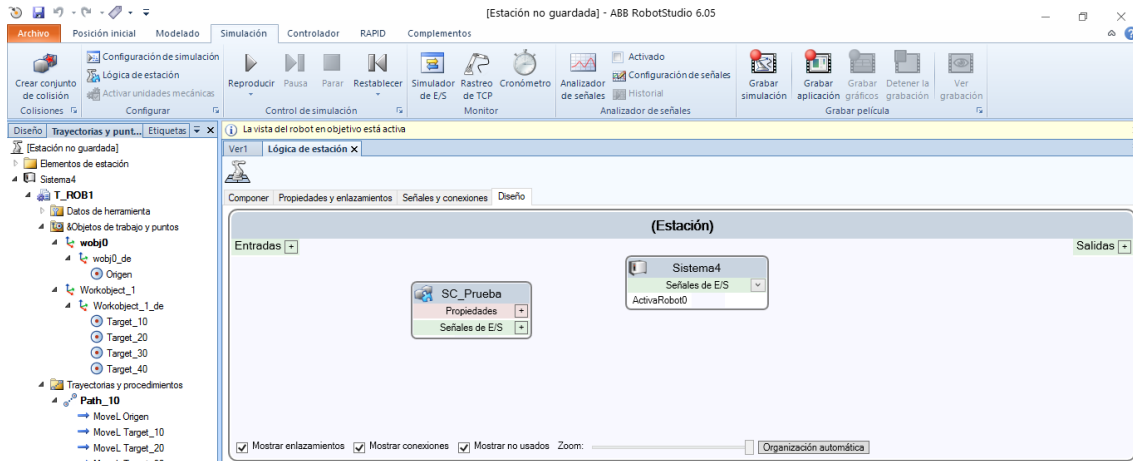 [Estación no guardada] - ABB RobotStudio 6.05
Archivo Posición inicial Modelado Simulación Controlador RAPID Complementos
Crear conjunto de colisión
Configuración de simulación
Lógica de estación
Activar unidades mecánicas
Reproducir Pausa Parar Restablecer
Simulador de E/S
Rastreo de TCP
Cronómetro
Analizador de señales
Activado
Configuración de señales
Historial
Grabar simulación
Grabar aplicación
Grabar gráficos
Detener la grabación
Ver grabación
Colisiones Configurar Control de simulación Monitor Analizador de señales Grabar película
Diseño Trayectorias y punt... Etiquetas
La vista del robot en objetivo está activa
[Estación no guardada]
Elementos de estación
Sistema4
T_ROB1
Datos de herramienta
&Objetos de trabajo y puntos
wobj0
wobj0_de
Origen
Workobject_1
Workobject_1_de
Target_10
Target_20
Target_30
Target_40
Trayectorias y procedimientos
Path_10
MoveL Origen
MoveL Target_10
MoveL Target_20
Ver1 Lógica de estación X
Componer Propiedades y enlazamientos Señales y conexiones Diseño
(Estación)
Entradas +
Salidas +
SC_Prueba
Propiedades +
Señales de E/S +
Sistema4
Señales de E/S
ActivaRobot0
Mostrar enlazamientos Mostrar conexiones Mostrar no usados Zoom: Organización automática